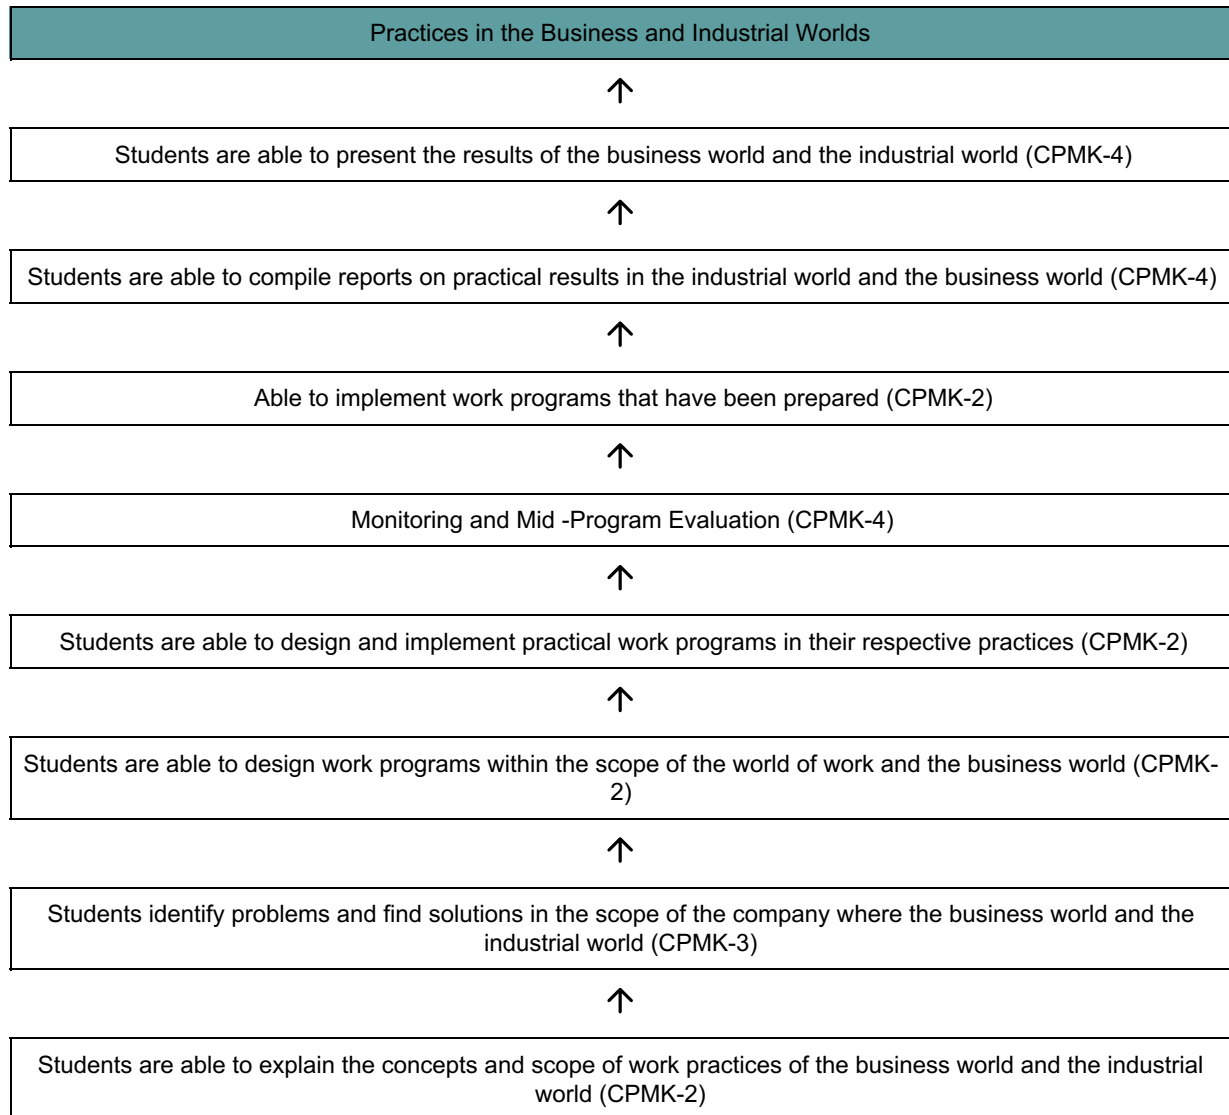 Practices in the Business and Industrial Worlds
↑
Students are able to present the results of the business world and the industrial world (CPMK-4)
↑
Students are able to compile reports on practical results in the industrial world and the business world (CPMK-4)
↑
Able to implement work programs that have been prepared (CPMK-2)
↑
Monitoring and Mid -Program Evaluation (CPMK-4)
↑
Students are able to design and implement practical work programs in their respective practices (CPMK-2)
↑
Students are able to design work programs within the scope of the world of work and the business world (CPMK-
2)
↑
Students identify problems and find solutions in the scope of the company where the business world and the
industrial world (CPMK-3)
↑
Students are able to explain the concepts and scope of work practices of the business world and the industrial
world (CPMK-2)